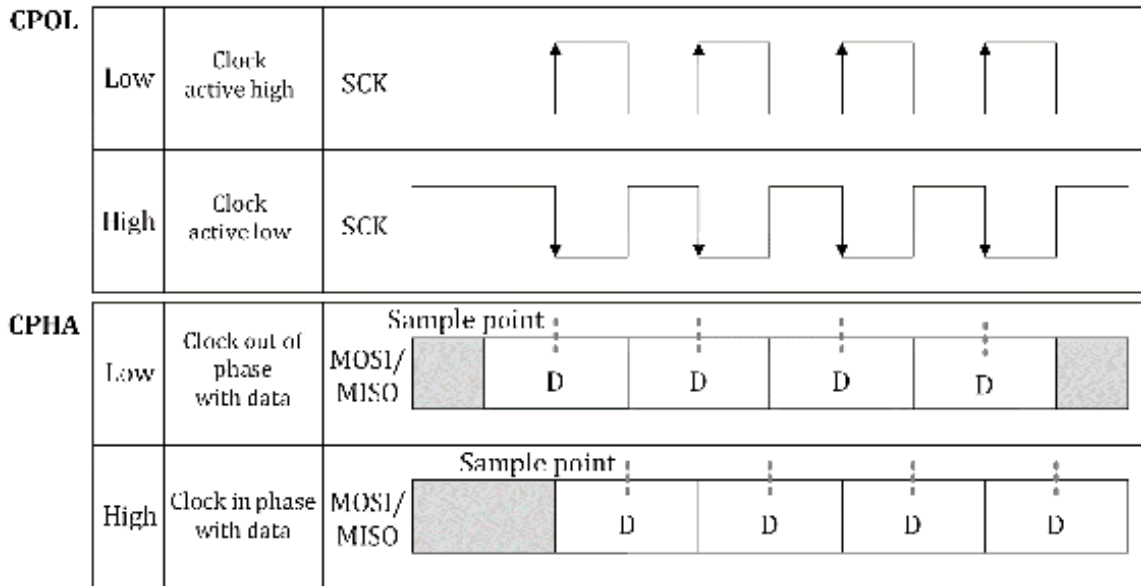 CPOL
Low
Clock
active high
SCK
High
Clock
active low
SCK
CPHA
Low
Clock out of
phase
with data
MOSI/
MISO
Sample point
D D D D
High
Clock in phase
with data
MOSI/
MISO
Sample point
D D D D